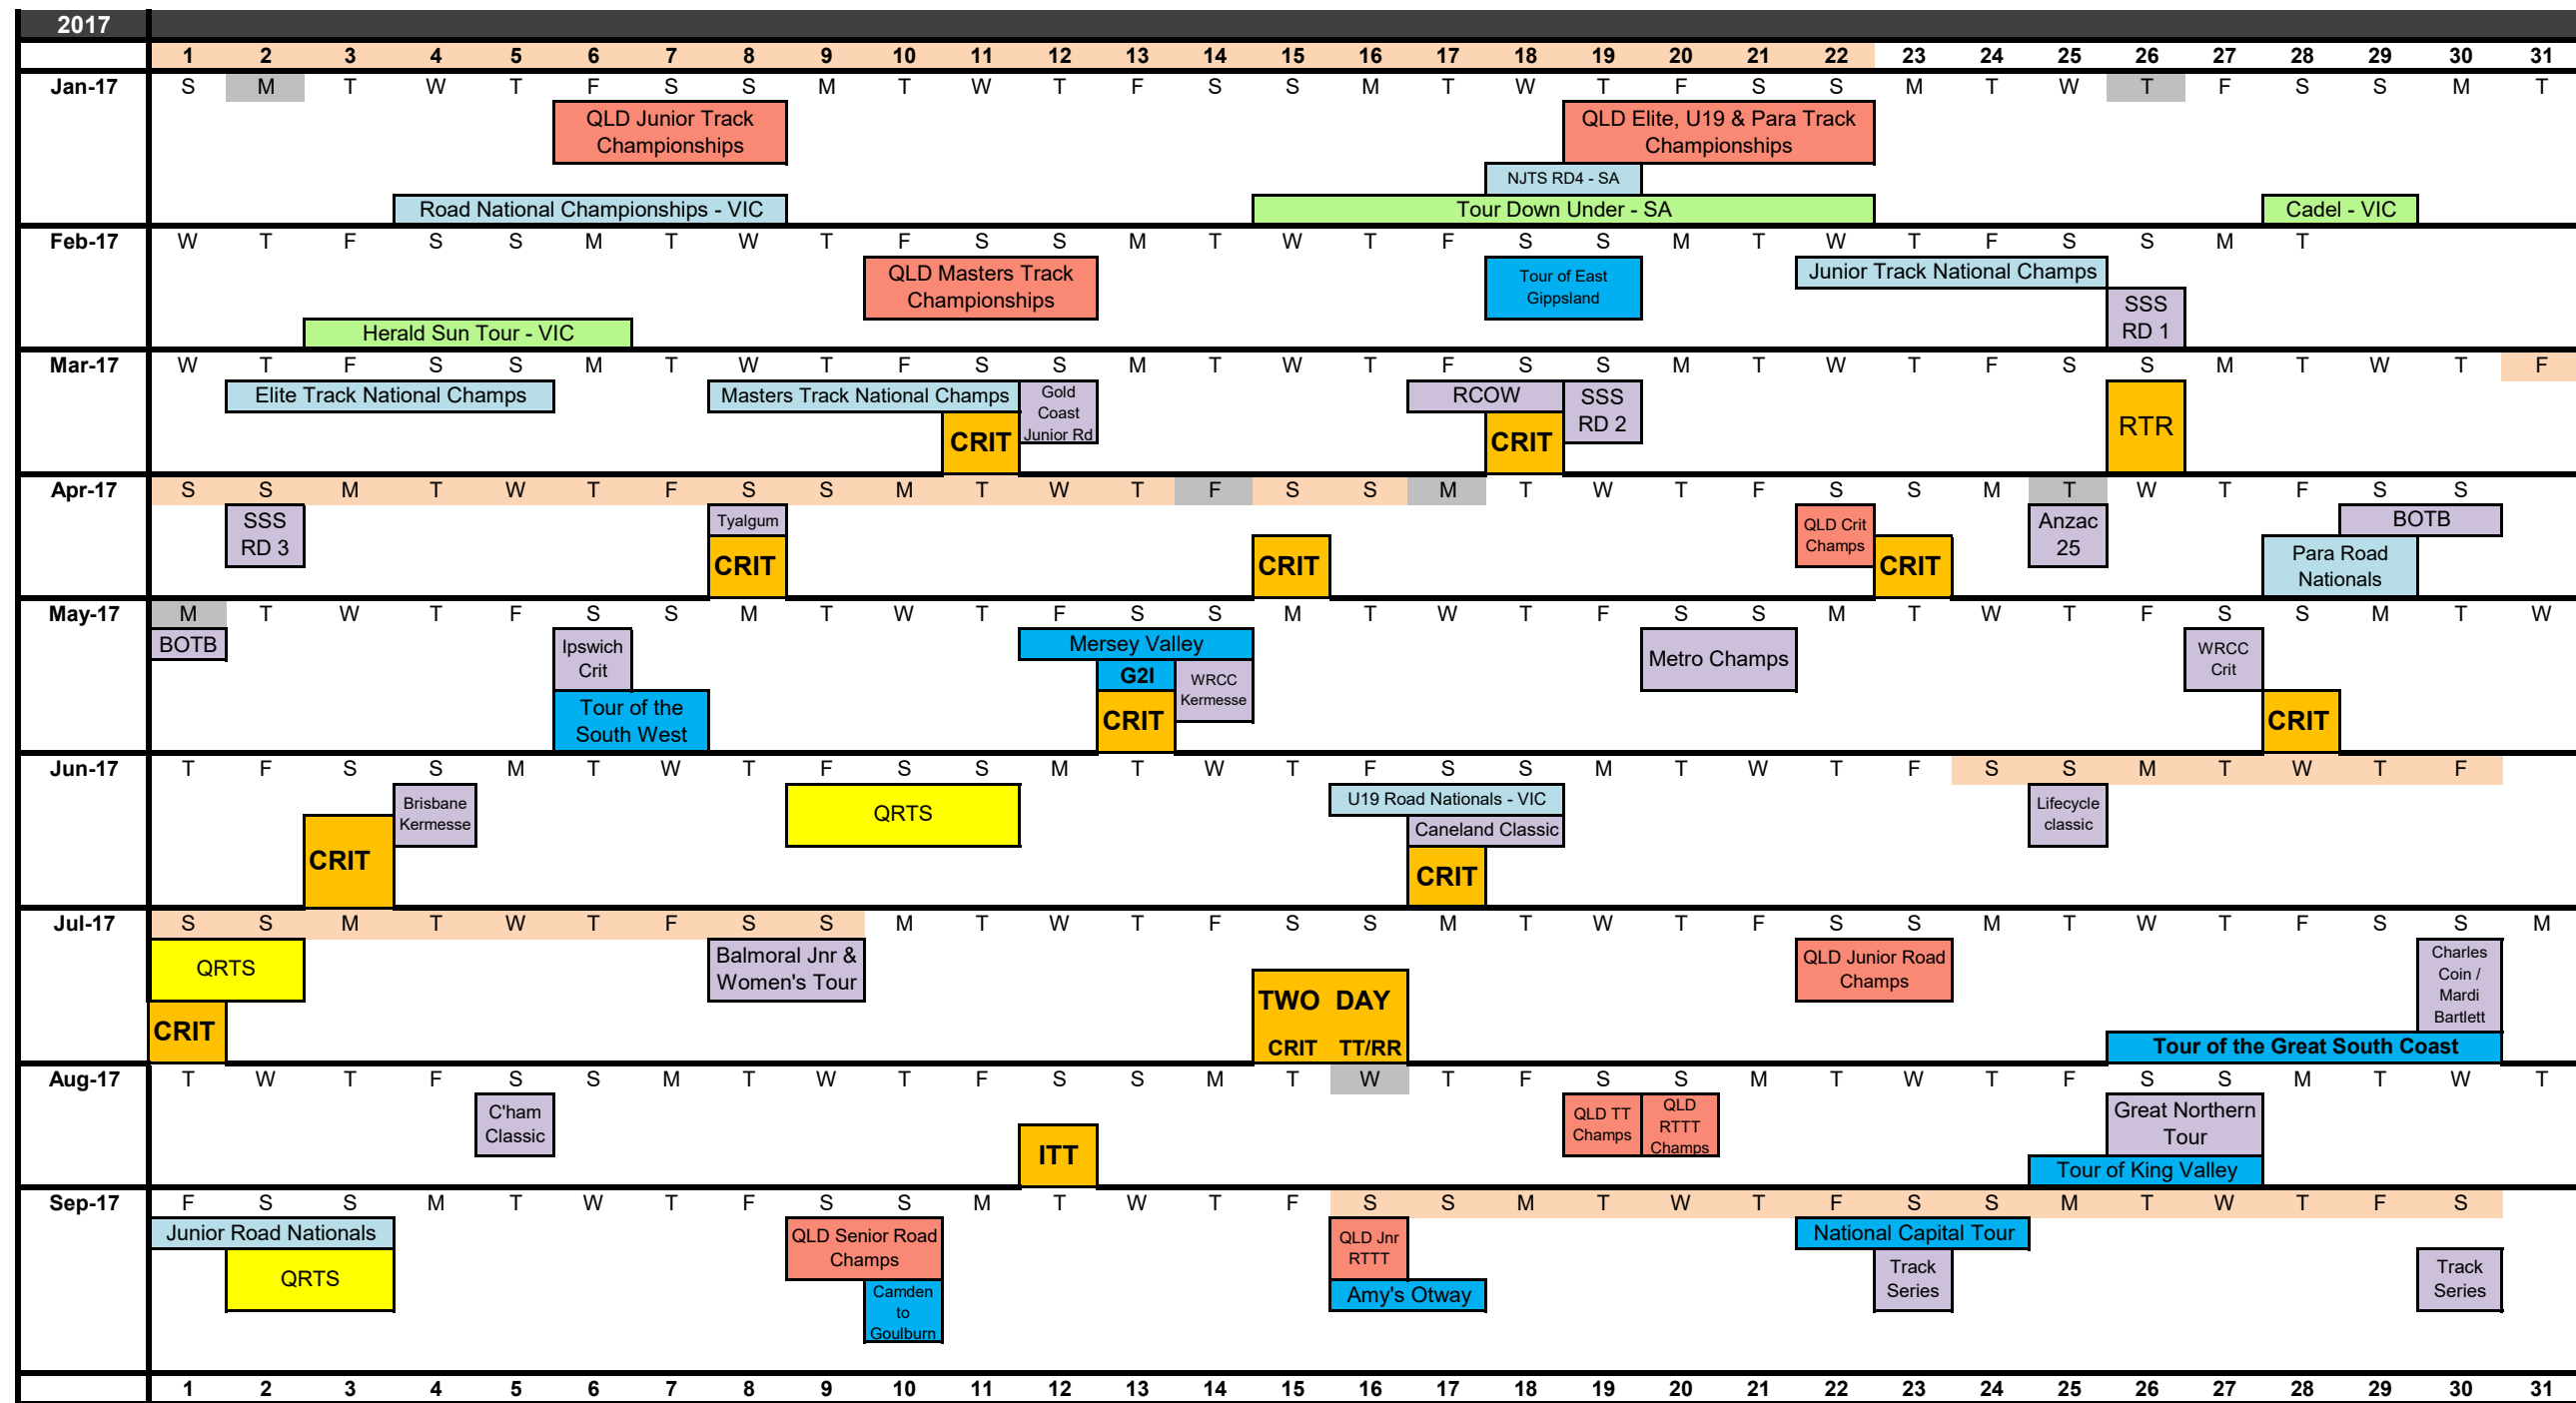 2017
1 2 3 4 5 6 7 8 9 10 11 12 13 14 15 16 17 18 19 20 21 22 23 24 25 26 27 28 29 30 31
Jan-17 S M T W T F S S M T W T F S S M T W T F S S M T W T F S S M T
QLD Junior Track QLD Elite, U19 & Para Track
Championships Championships
NJTS RD4 - SA
Road National Championships - VIC Tour Down Under - SA Cadel - VIC
Feb-17 W T F S S M T W T F S S M T W T F S S M T W T F S S M T
QLD Masters Track Tour of East Junior Track National Champs
Championships Gippsland
SSS
RD 1
Herald Sun Tour - VIC
Mar-17 W T F S S M T W T F S S M T W T F S S M T W T F S S M T W T F
Elite Track National Champs Masters Track National Champs Gold RCOW SSS
Coast RD 2 RTR
Junior Rd
CRIT CRIT
Apr-17 S S M T W T F S S M T W T F S S M T W T F S S M T W T F S S
SSS Tyalgum QLD Crit Anzac BOTB
RD 3 Champs 25
CRIT CRIT CRIT Para Road
Nationals
May-17 M T W T F S S M T W T F S S M T W T F S S M T W T F S S M T W
BOTB Ipswich Mersey Valley Metro Champs WRCC
Crit Crit
G2I WRCC
Kermesse
Tour of the CRIT CRIT
South West
Jun-17 T F S S M T W T F S S M T W T F S S M T W T F S S M T W T F
Brisbane QRTS U19 Road Nationals - VIC Lifecycle
Kermesse Caneland Classic classic
CRIT CRIT
Jul-17 S S M T W T F S S M T W T F S S M T W T F S S M T W T F S S M
QRTS Balmoral Jnr & QLD Junior Road Charles
Women's Tour Champs Coin /
Mardi
Bartlett
CRIT TWO DAY
CRIT TT/RR Tour of the Great South Coast
Aug-17 T W T F S S M T W T F S S M T W T F S S M T W T F S S M T W T
C'ham QLD TT QLD Great Northern
Classic Champs RTTT Tour
Champs
ITT Tour of King Valley
Sep-17 F S S M T W T F S S M T W T F S S M T W T F S S M T W T F S
Junior Road Nationals QLD Senior Road QLD Jnr National Capital Tour
Champs RTTT
QRTS Camden Amy's Otway Track Track
to Series Series
Goulburn
1 2 3 4 5 6 7 8 9 10 11 12 13 14 15 16 17 18 19 20 21 22 23 24 25 26 27 28 29 30 31